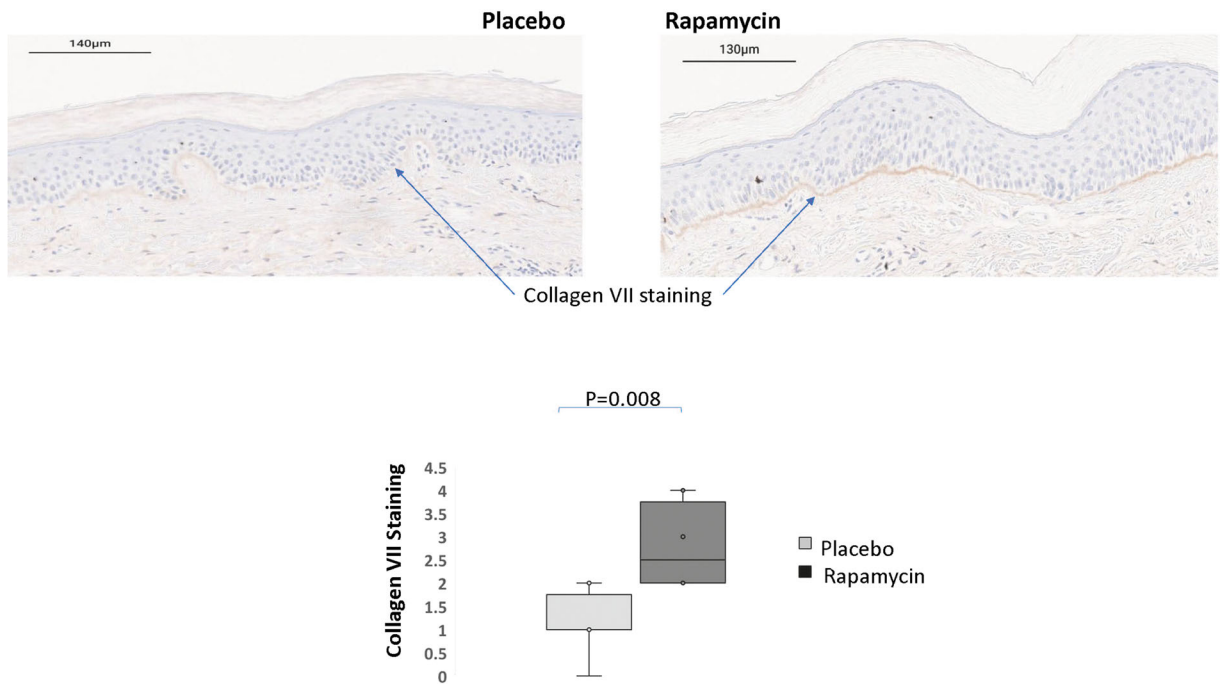 Placebo
Rapamycin
140µm
130µm
Collagen VII staining
P=0.008
Collagen VII Staining
4.5
4
3.5
3
2.5
2
1.5
1
0.5
0
Placebo
Rapamycin